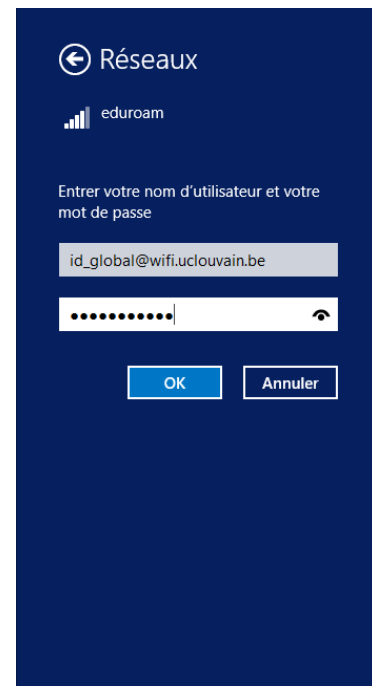 Réseaux
eduroam
Entrer votre nom d'utilisateur et votre
mot de passe
id_global@wifi.uclouvain.be
●●●●●●●●●●●
OK Annuler